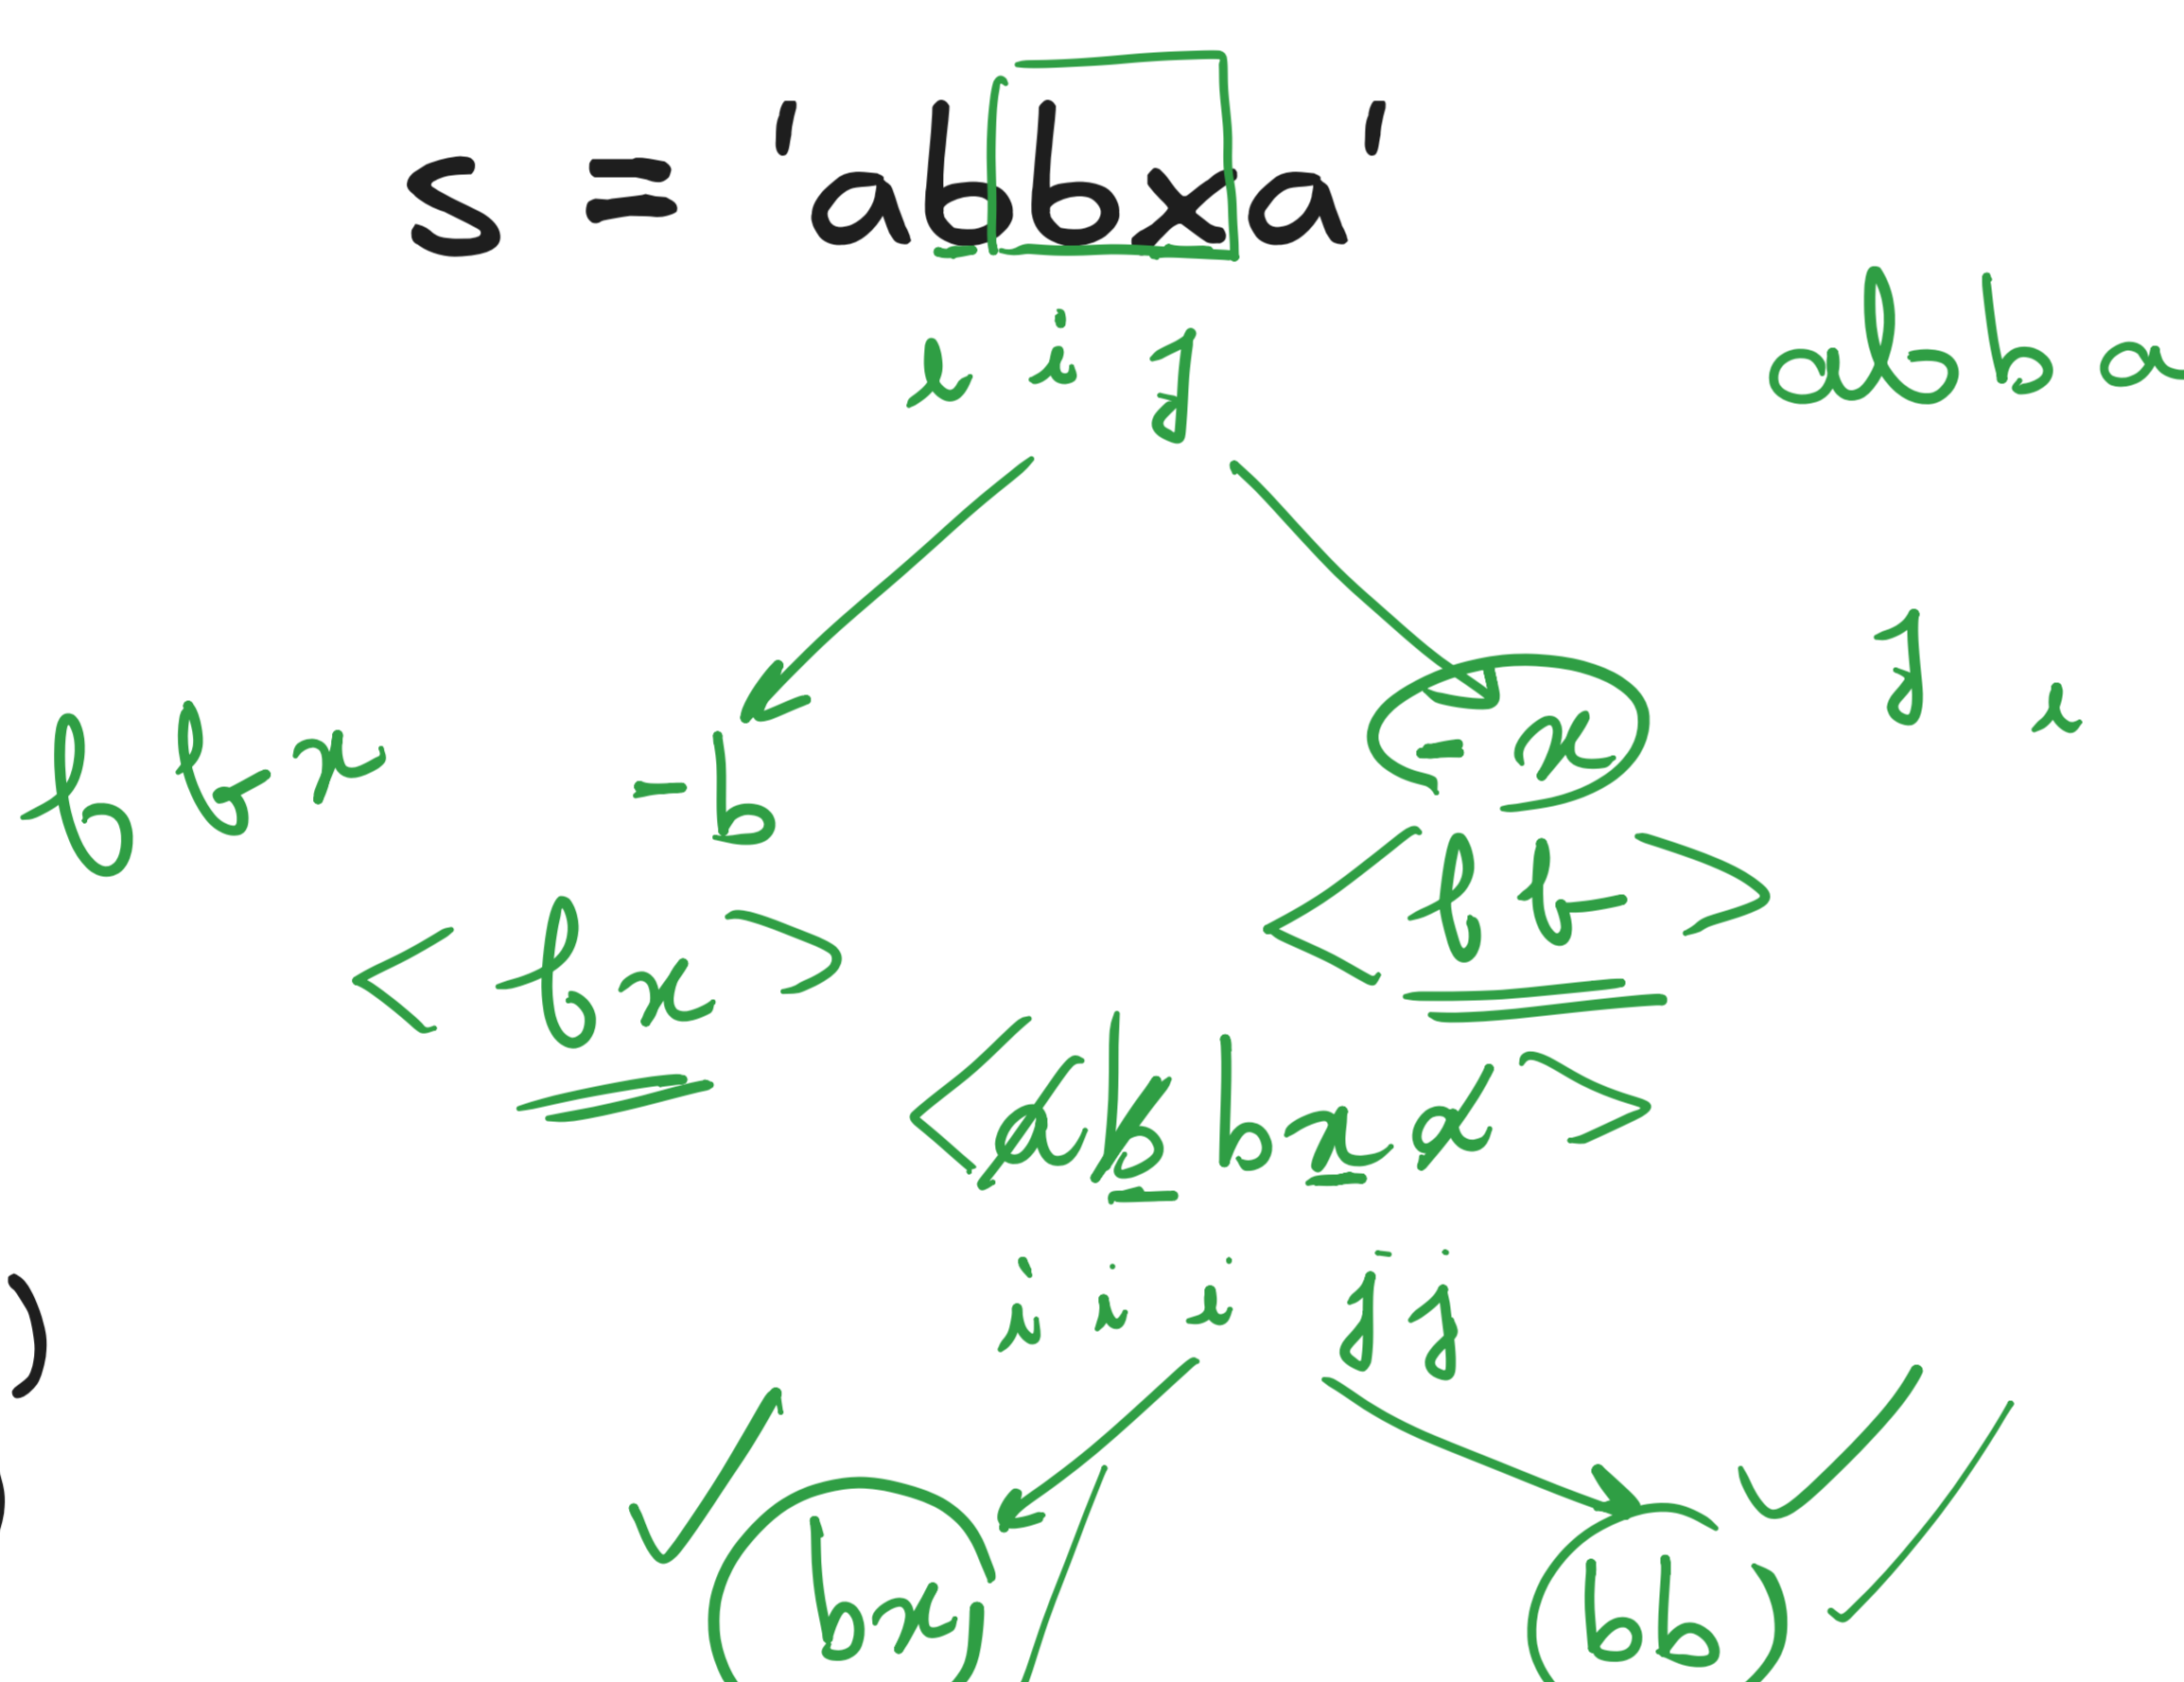 s = 'abbxa'
l i j
abba
j i
bbx
- b
- x
< bx >
< bb >
< abbxa >
i i i j j
bx
bb
)